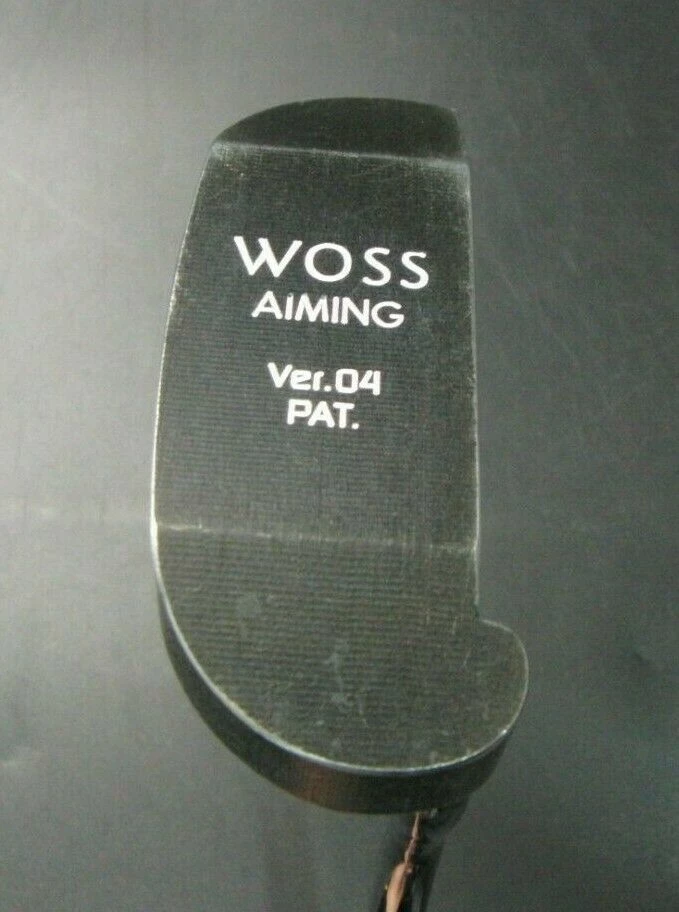 WOSS
AiMING
Ver.04
PAT.